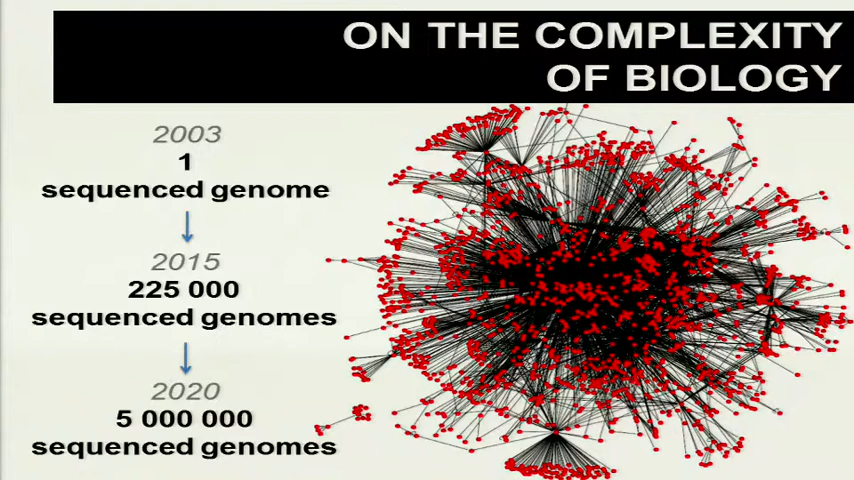 ON THE COMPLEXITY
OF BIOLOGY
2003
1
sequenced genome
2015
225 000
sequenced genomes
2020
5 000 000
sequenced genomes